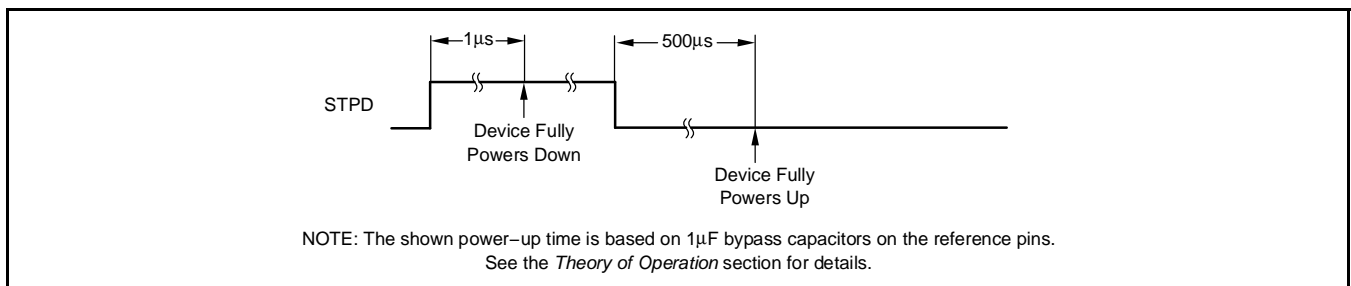 1μs
500μs
STPD
Device Fully
Powers Down
Device Fully
Powers Up
NOTE: The shown power−up time is based on 1μF bypass capacitors on the reference pins.
See the Theory of Operation section for details.